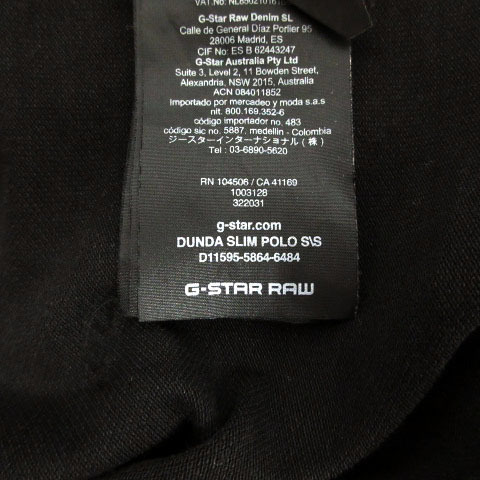 VAT.No: NL8502101
G-Star Raw Denim SL
Calle de General Díaz Portier 95
28006 Madrid, ES
CIF No: ES B 62443247
G-Star Australia Pty Ltd
Suite 3, Level 2, 11 Bowden Street,
Alexandria, NSW 2015, Australia
ACN 084011852
importado por mercadeo y moda s.a.s
nit. 800.169.352-6
código importador no. 483
código sic no. 5887. medellin - Colombia
ジースターインターナショナル(株)
Tel : 03-6890-5620
RN 104506 / CA 41169
1003128
322031
g-star.com
DUNDA SLIM POLO S\S
D11595-5864-6484
G-STAR RAW